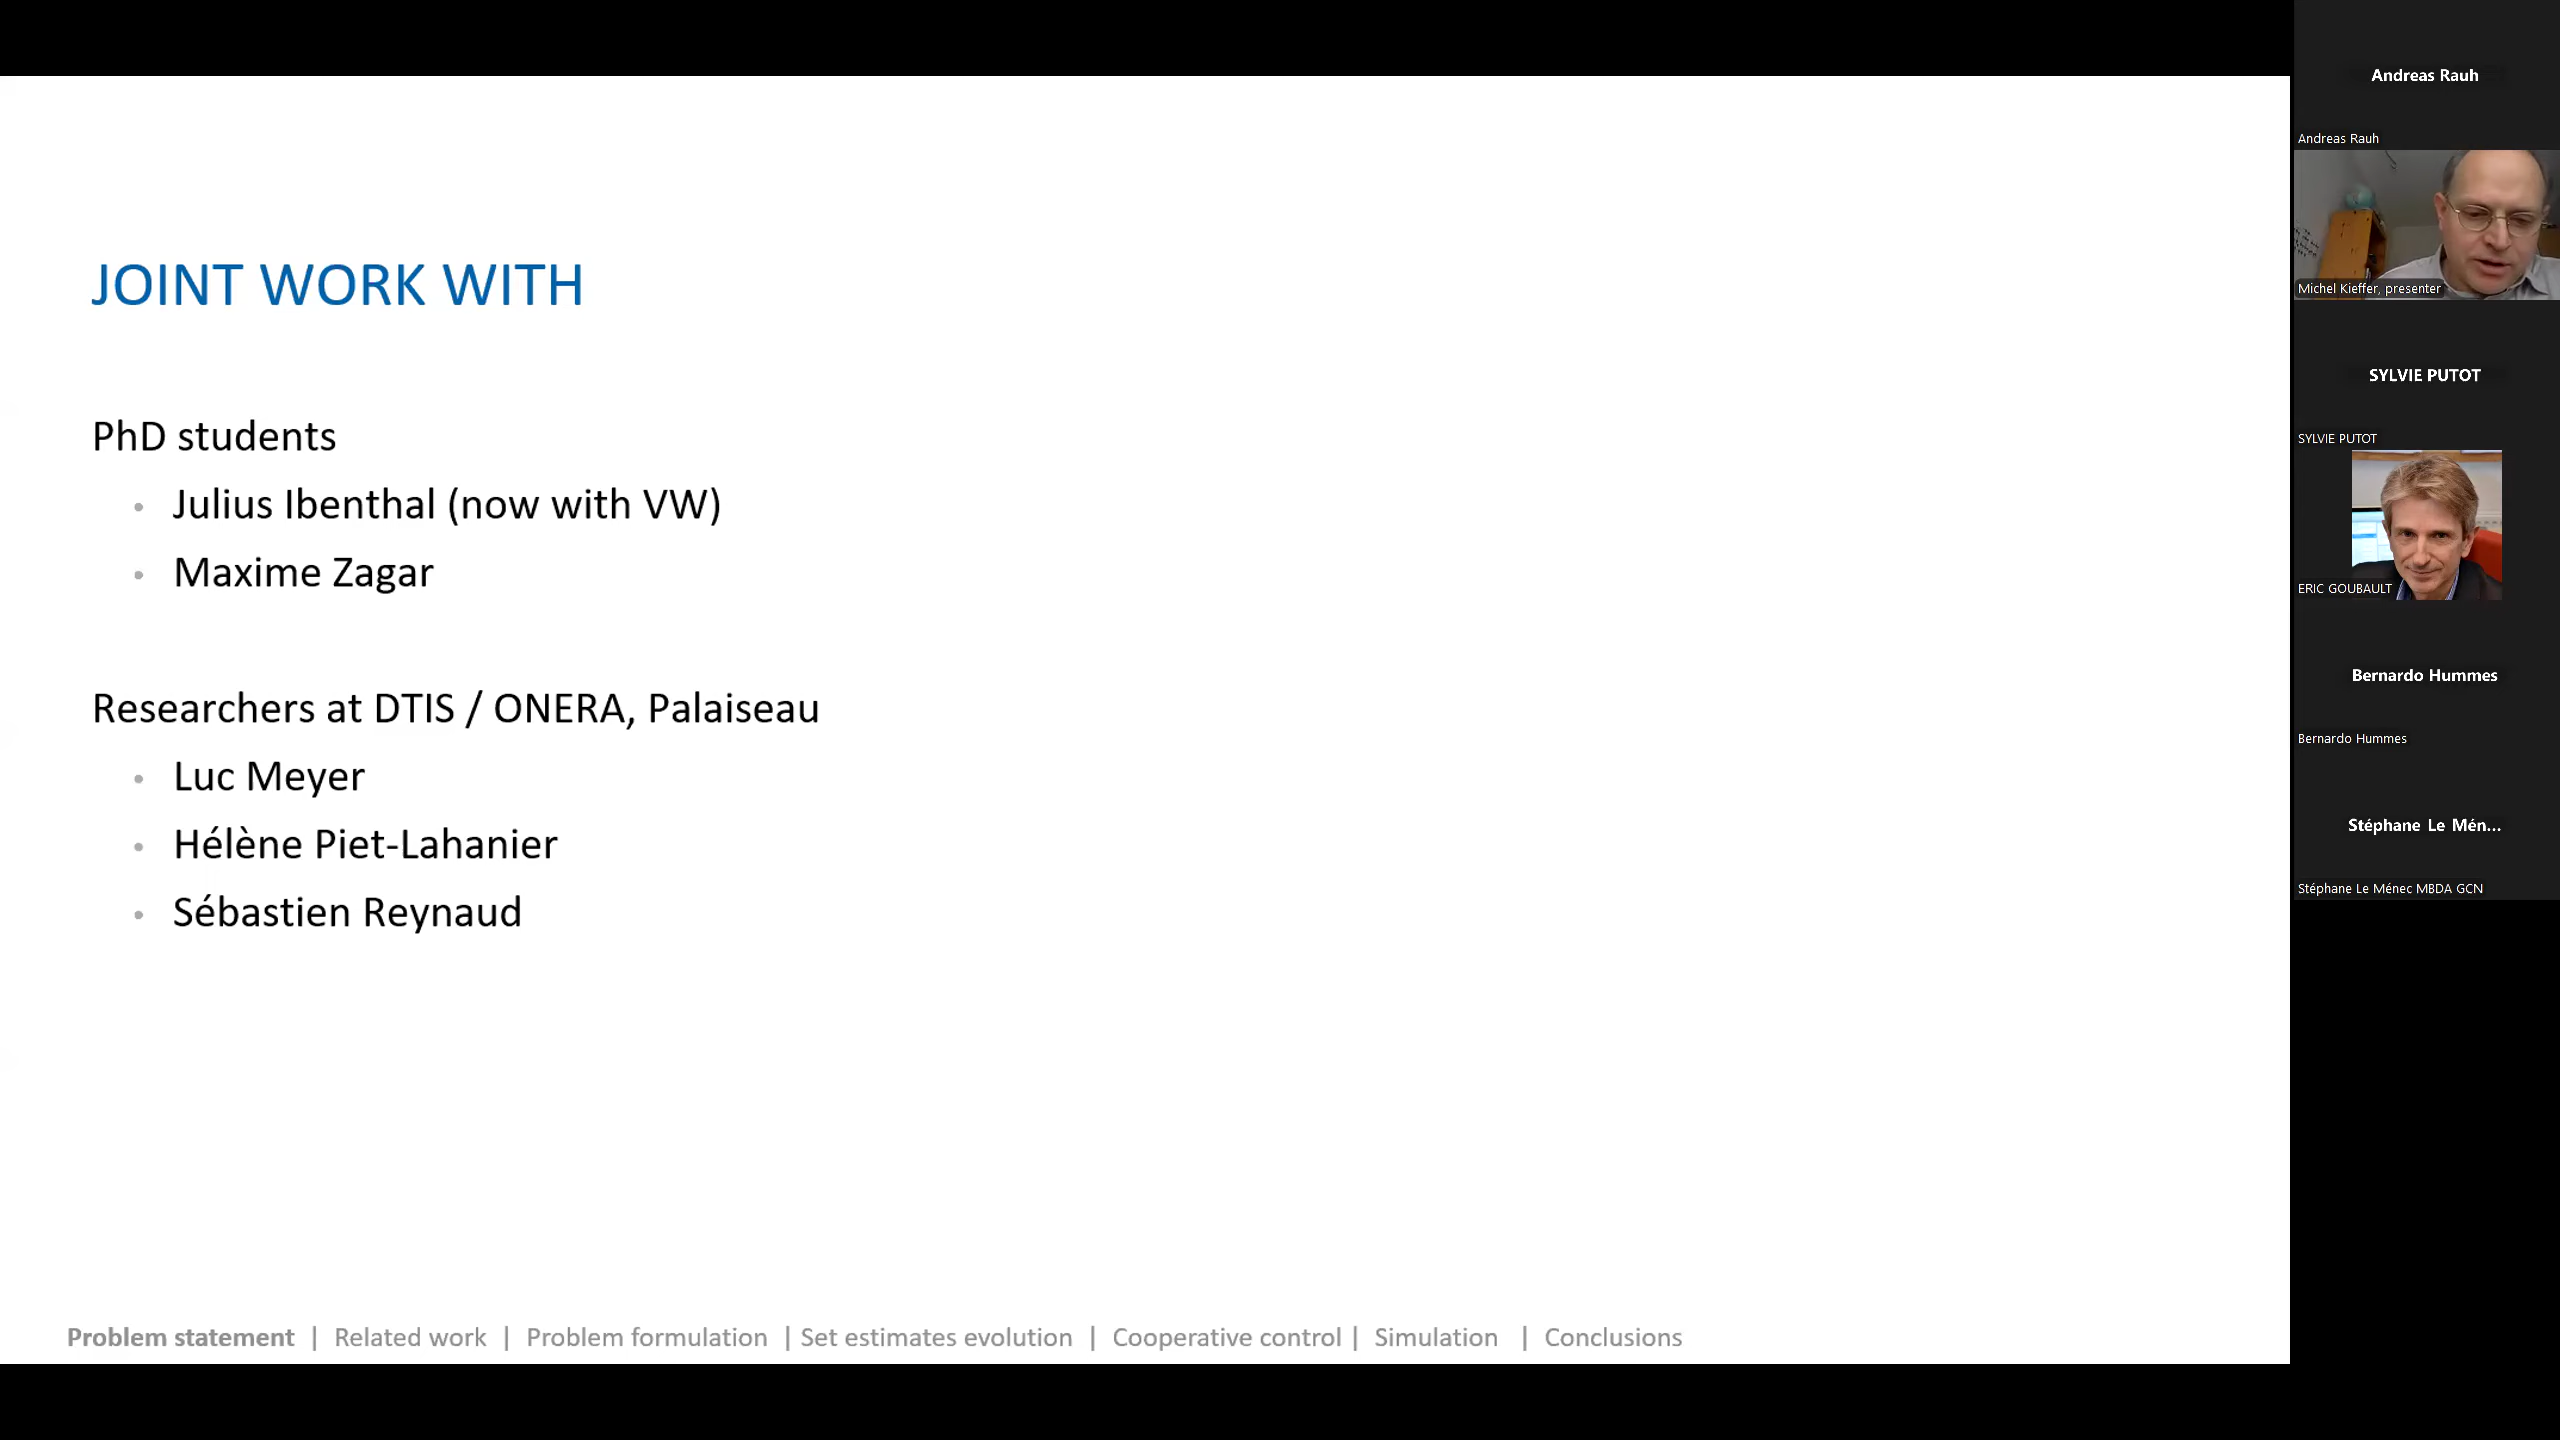 JOINT WORK WITH
PhD students
• Julius Ibenthal (now with VW)
• Maxime Zagar
Researchers at DTIS / ONERA, Palaiseau
• Luc Meyer
• Hélène Piet-Lahanier
• Sébastien Reynaud
Problem statement | Related work | Problem formulation | Set estimates evolution | Cooperative control | Simulation | Conclusions
Andreas Rauh
Andreas Rauh
Michel Kieffer, presenter
SYLVIE PUTOT
SYLVIE PUTOT
ERIC GOUBAULT
Bernardo Hummes
Bernardo Hummes
Stéphane Le Mén...
Stéphane Le Ménec MBDA GCN